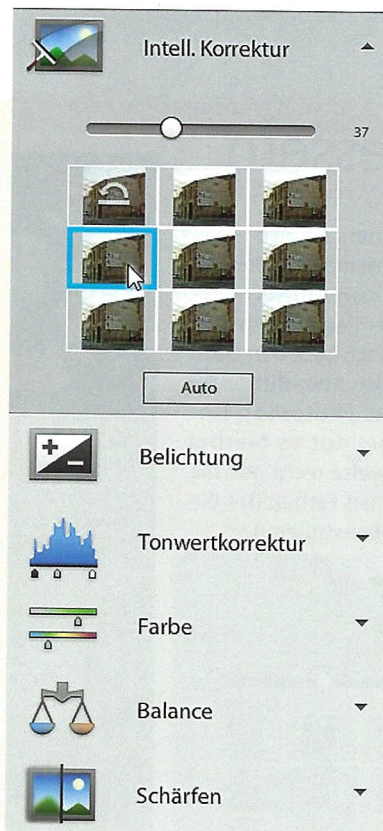 Intell. Korrektur
37
Auto
Belichtung
Tonwertkorrektur
Farbe
Balance
Schärfen